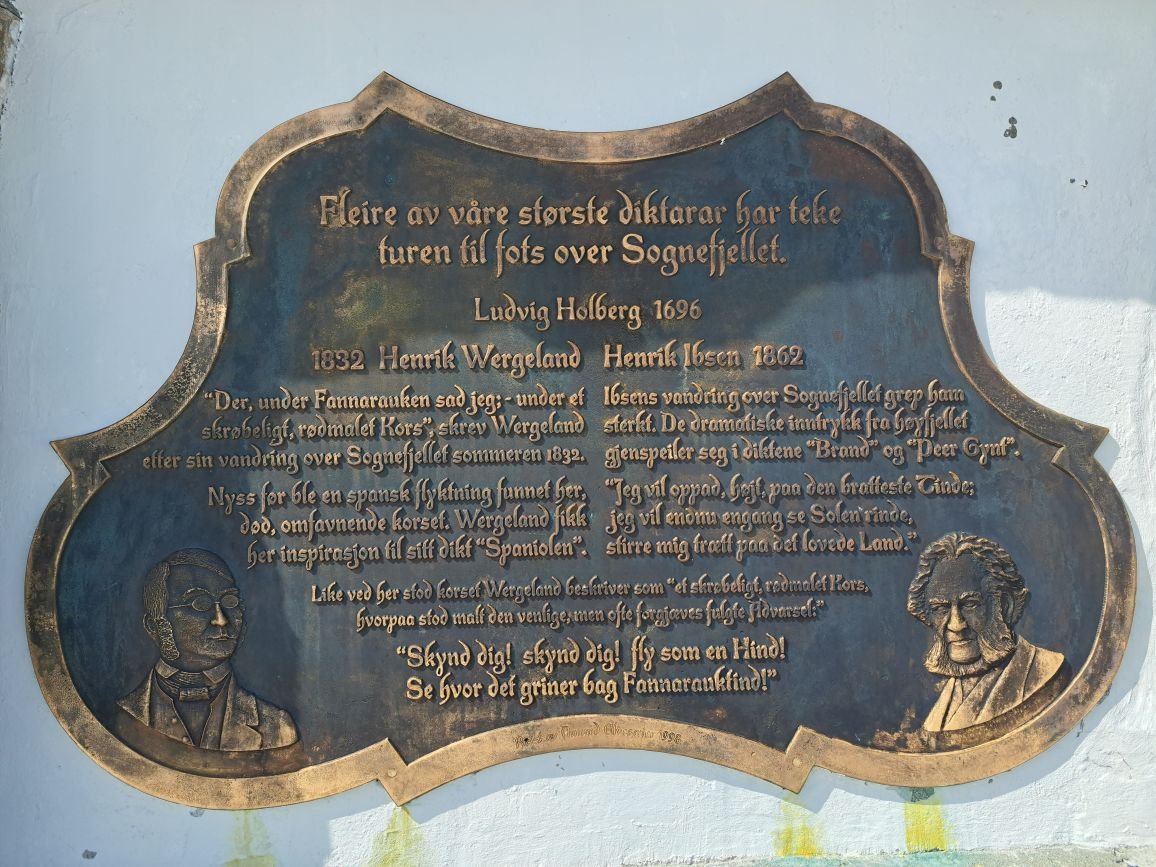 Fleire av våre største diktarar har teke
turen til fots over Sognefjellet.
Ludvig Holberg 1696
1832 Henrik Wergeland
"Der, under Fannarauken sad jeg; - under et
skrøbeligt, rødmalet Kors", skrev Wergeland
etter sin vandring over Sognefjellet sommeren 1832.
Nyss før ble en spansk flyktning funnet her,
død, omfavnende korset. Wergeland fikk
her inspirasjon til sitt dikt "Spaniolen".
Henrik Ibsen 1862
Ibsens vandring over Sognefjellet grep ham
sterkt. De dramatiske inntrykk fra høyfjellet
gjenspeiler seg i diktene "Brand" og "Peer Gynt".
"Jeg vil oppad, højt, paa den bratteste Tinde;
jeg vil endnu engang se Solen rinde,
stirre mig træt paa det lovede Land."
Like ved her stod korset Wergeland beskriver som "et skrøbeligt, rødmalet Kors,
hvorpaa stod malt den venlige, men ofte forgjæves fulgte Advarsel:"
"Skynd dig! skynd dig! fly som en Hind!
Se hvor det griner bag Fannarauktind!"